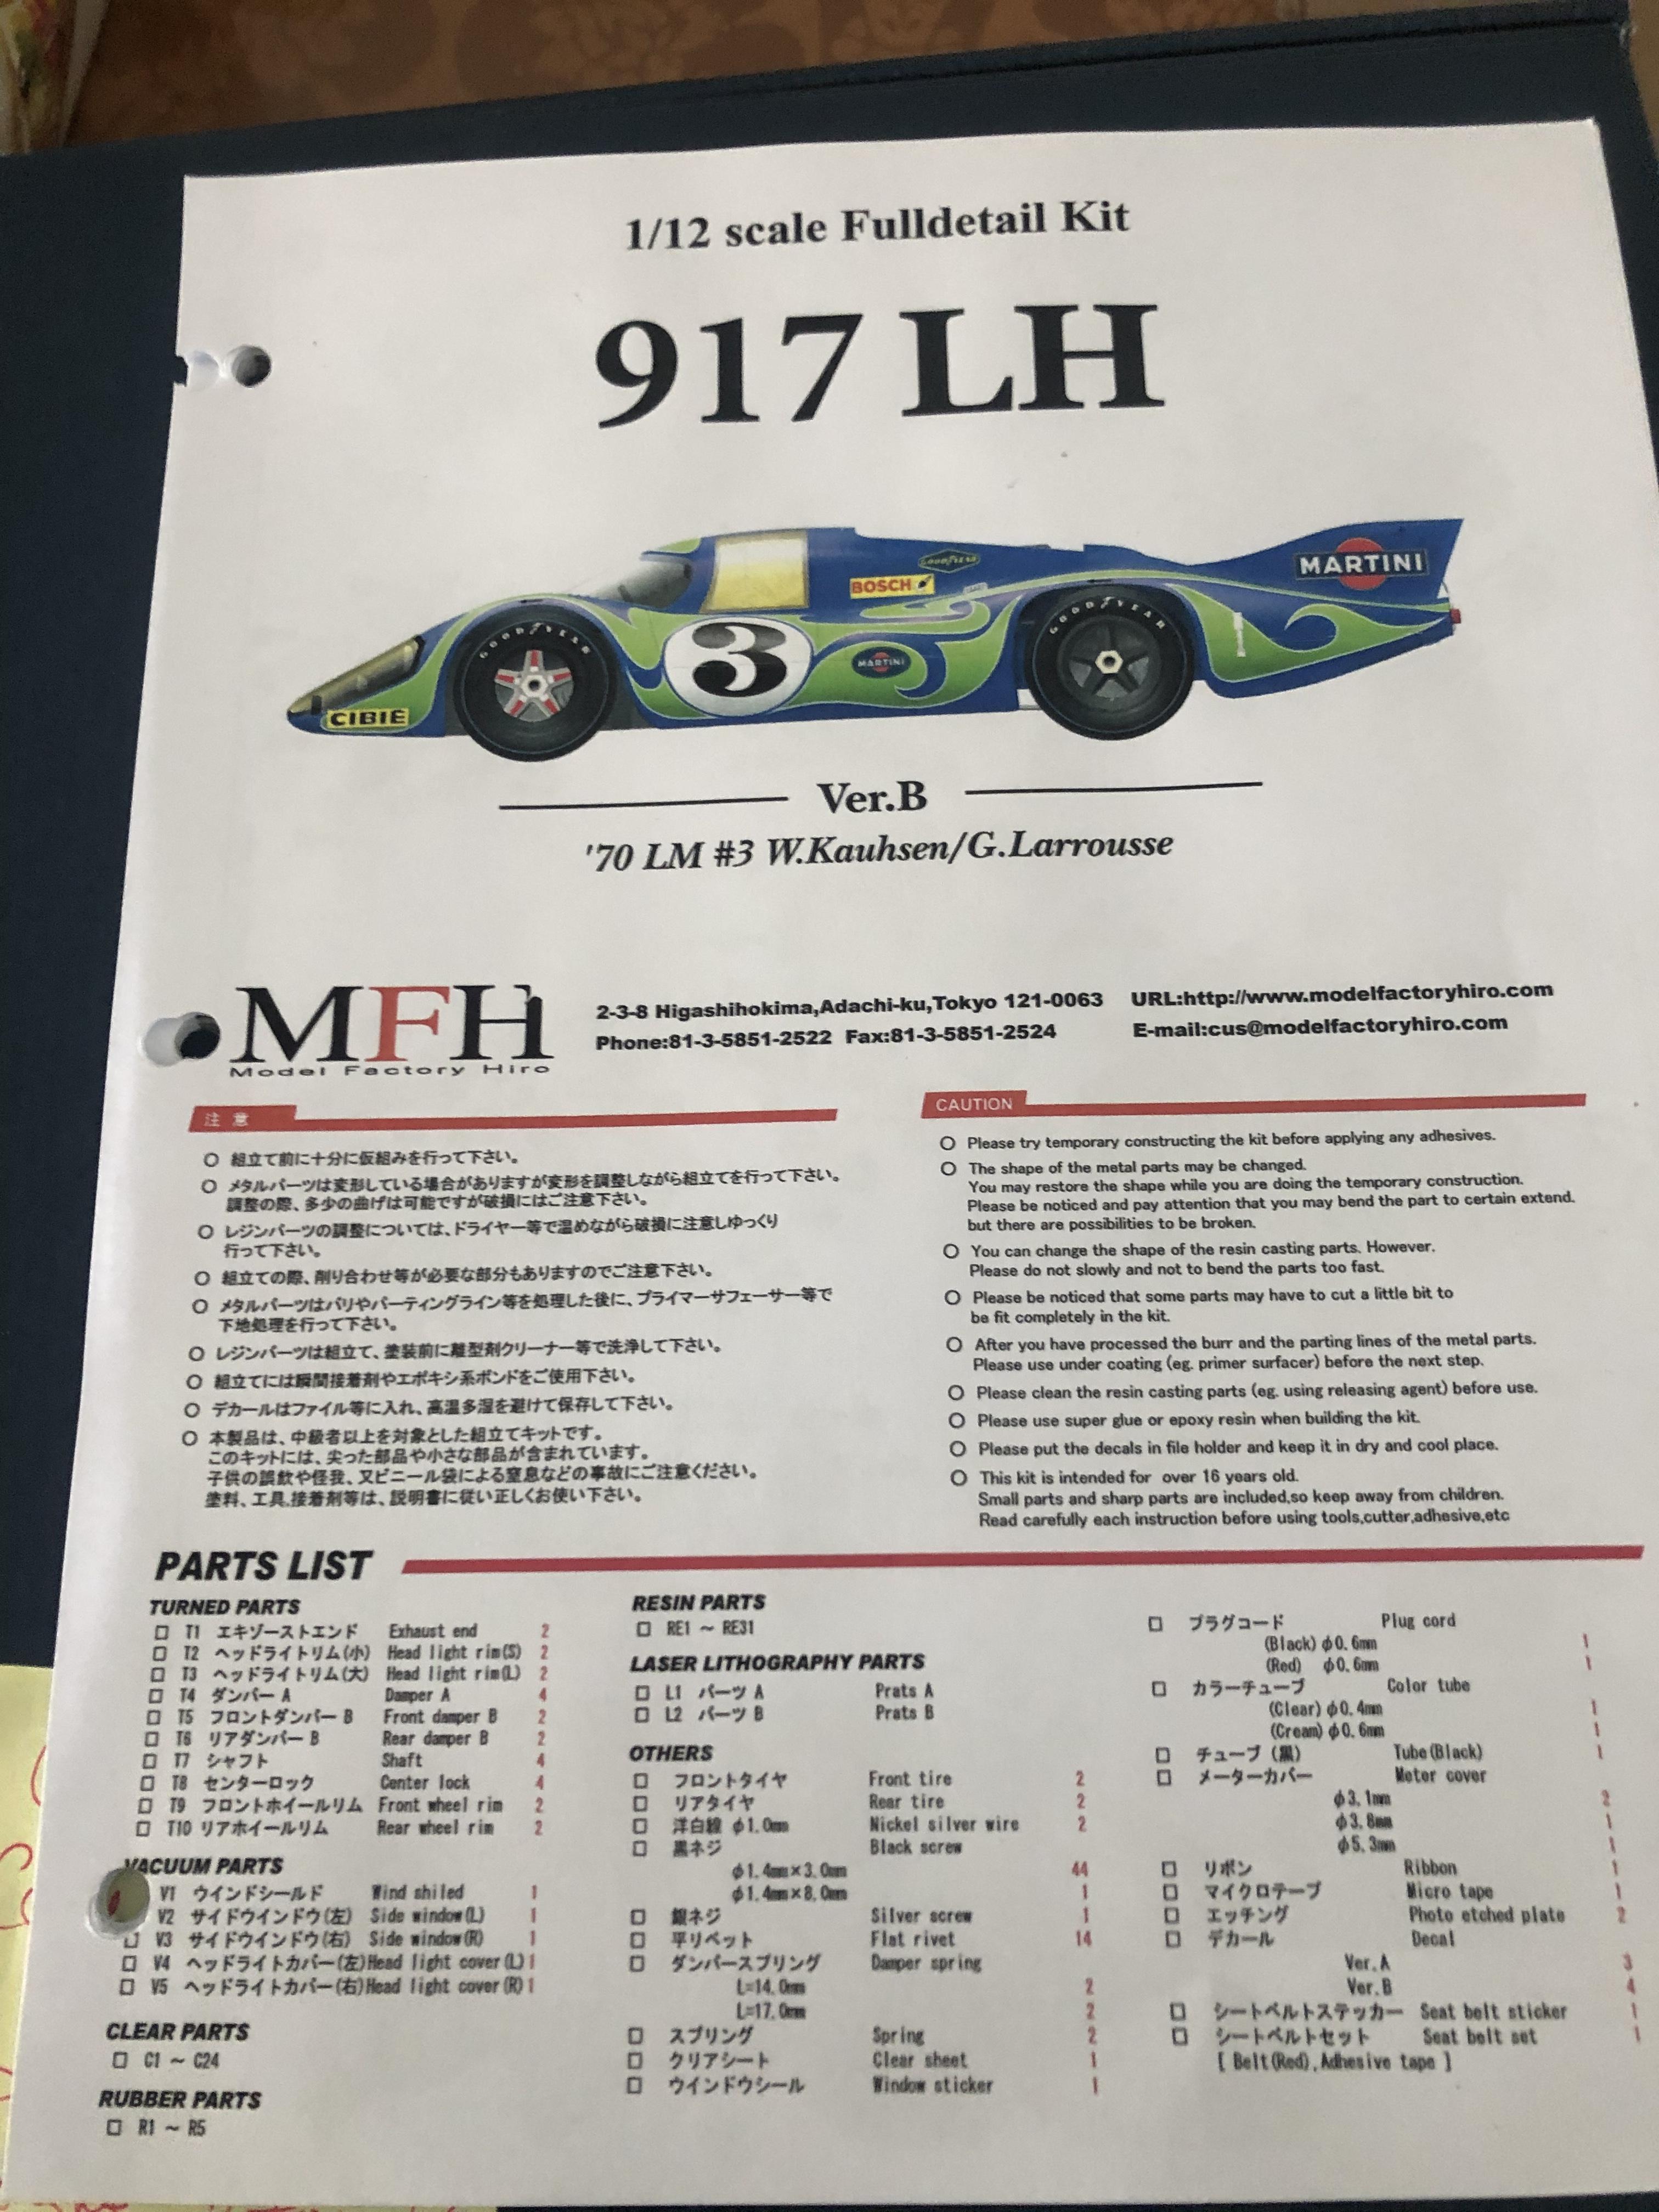 1/12 scale Fulldetail Kit
917 LH
GOODYEAR
BOSCH
MARTINI
GOODYEAR
GOODYEAR
3
MARTINI
CIBIE
Ver.B
'70 LM #3 W.Kauhsen/G.Larrousse
MFH
Model Factory Hiro
2-3-8 Higashihokima,Adachi-ku,Tokyo 121-0063 URL:http://www.modelfactoryhiro.com
Phone:81-3-5851-2522 Fax:81-3-5851-2524 E-mail:cus@modelfactoryhiro.com
注意
○ 組立て前に十分に仮組みを行って下さい。
○ メタルパーツは変形している場合がありますが変形を調整しながら組立てを行って下さい。
調整の際、多少の曲げは可能ですが破損にはご注意下さい。
○ レジンパーツの調整については、ドライヤー等で温めながら破損に注意しゆっくり
行って下さい。
○ 組立ての際、削り合わせ等が必要な部分もありますのでご注意下さい。
○ メタルパーツはバリやパーティングライン等を処理した後に、プライマーサフェーサー等で
下地処理を行って下さい。
○ レジンパーツは組立て、塗装前に離型剤クリーナー等で洗浄して下さい。
○ 組立てには瞬間接着剤やエポキシ系ボンドをご使用下さい。
○ デカールはファイル等に入れ、高温多湿を避けて保存して下さい。
○ 本製品は、中級者以上を対象とした組立てキットです。
このキットには、尖った部品や小さな部品が含まれています。
子供の誤飲や怪我、又ビニール袋による窒息などの事故にご注意ください。
塗料、工具,接着剤等は、説明書に従い正しくお使い下さい。
CAUTION
○ Please try temporary constructing the kit before applying any adhesives.
○ The shape of the metal parts may be changed.
You may restore the shape while you are doing the temporary construction.
Please be noticed and pay attention that you may bend the part to certain extend.
but there are possibilities to be broken.
○ You can change the shape of the resin casting parts. However.
Please do not slowly and not to bend the parts too fast.
○ Please be noticed that some parts may have to cut a little bit to
be fit completely in the kit.
○ After you have processed the burr and the parting lines of the metal parts.
Please use under coating (eg. primer surfacer) before the next step.
○ Please clean the resin casting parts (eg. using releasing agent) before use.
○ Please use super glue or epoxy resin when building the kit.
○ Please put the decals in file holder and keep it in dry and cool place.
○ This kit is intended for over 16 years old.
Small parts and sharp parts are included,so keep away from children.
Read carefully each instruction before using tools,cutter,adhesive,etc
PARTS LIST
TURNED PARTS
□ T1 エキゾーストエンド Exhaust end 2
□ T2 ヘッドライトリム(小) Head light rim(S) 2
□ T3 ヘッドライトリム(大) Head light rim(L) 2
□ T4 ダンパー A Damper A 4
□ T5 フロントダンパー B Front damper B 2
□ T6 リアダンパー B Rear damper B 2
□ T7 シャフト Shaft 4
□ T8 センターロック Center lock 4
□ T9 フロントホイールリム Front wheel rim 2
□ T10 リアホイールリム Rear wheel rim 2
VACUUM PARTS
V1 ウインドシールド Wind shiled 1
V2 サイドウインドウ(左) Side window(L) 1
□ V3 サイドウインドウ(右) Side window(R) 1
□ V4 ヘッドライトカバー(左)Head light cover(L) 1
□ V5 ヘッドライトカバー(右)Head light cover(R) 1
CLEAR PARTS
□ C1 ～ C24
RUBBER PARTS
□ R1 ～ R5
RESIN PARTS
□ RE1 ～ RE31
LASER LITHOGRAPHY PARTS
□ L1 パーツ A Prats A
□ L2 パーツ B Prats B
OTHERS
□ フロントタイヤ Front tire 2
□ リアタイヤ Rear tire 2
□ 洋白線 φ1.0mm Nickel silver wire 2
□ 黒ネジ Black screw
φ1.4mm×3.0mm 44
φ1.4mm×8.0mm 1
□ 銀ネジ Silver screw 1
□ 平リベット Flat rivet 14
□ ダンパースプリング Damper spring
L=14.0mm 2
L=17.0mm 2
□ スプリング Spring 2
□ クリアシート Clear sheet 1
□ ウインドウシール Window sticker 1
□ プラグコード Plug cord
(Black) φ0.6mm 1
(Red) φ0.6mm 1
□ カラーチューブ Color tube
(Clear) φ0.4mm 1
(Cream) φ0.6mm 1
□ チューブ (黒) Tube(Black) 1
□ メーターカバー Meter cover
φ3.1mm 2
φ3.8mm 1
φ5.3mm 1
□ リボン Ribbon 1
□ マイクロテープ Micro tape 1
□ エッチング Photo etched plate 2
□ デカール Decal
Ver.A 3
Ver.B 4
□ シートベルトステッカー Seat belt sticker 1
□ シートベルトセット Seat belt set 1
[ Belt(Red),Adhesive tape ]